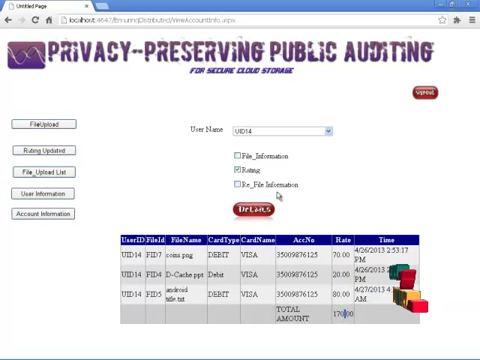 Untitled Page
localhost:4647/EnsuringDistributed/ViewAccountInfo.aspx
PRIVACY-PRESERVING PUBLIC AUDITING
FOR SECURE CLOUD STORAGE
FileUpload
Rating Updated
File_Upload List
User Information
Account Information
User Name UID14
File_Information
Rating
Re_File Information
Details
UserID FileId FileName CardType CardName AccNo Rate Time
UID14 FID7 coins.png DEBIT VISA 35009876125 70.00 4/26/2013 2:53:17 PM
UID14 FID4 D-Cache.ppt Debit VISA 35009876125 20.00 4/26/2013 PM
UID14 FID5 android title.txt DEBIT VISA 35009876125 80.00 4/27/2013 AM
TOTAL AMOUNT 170.00